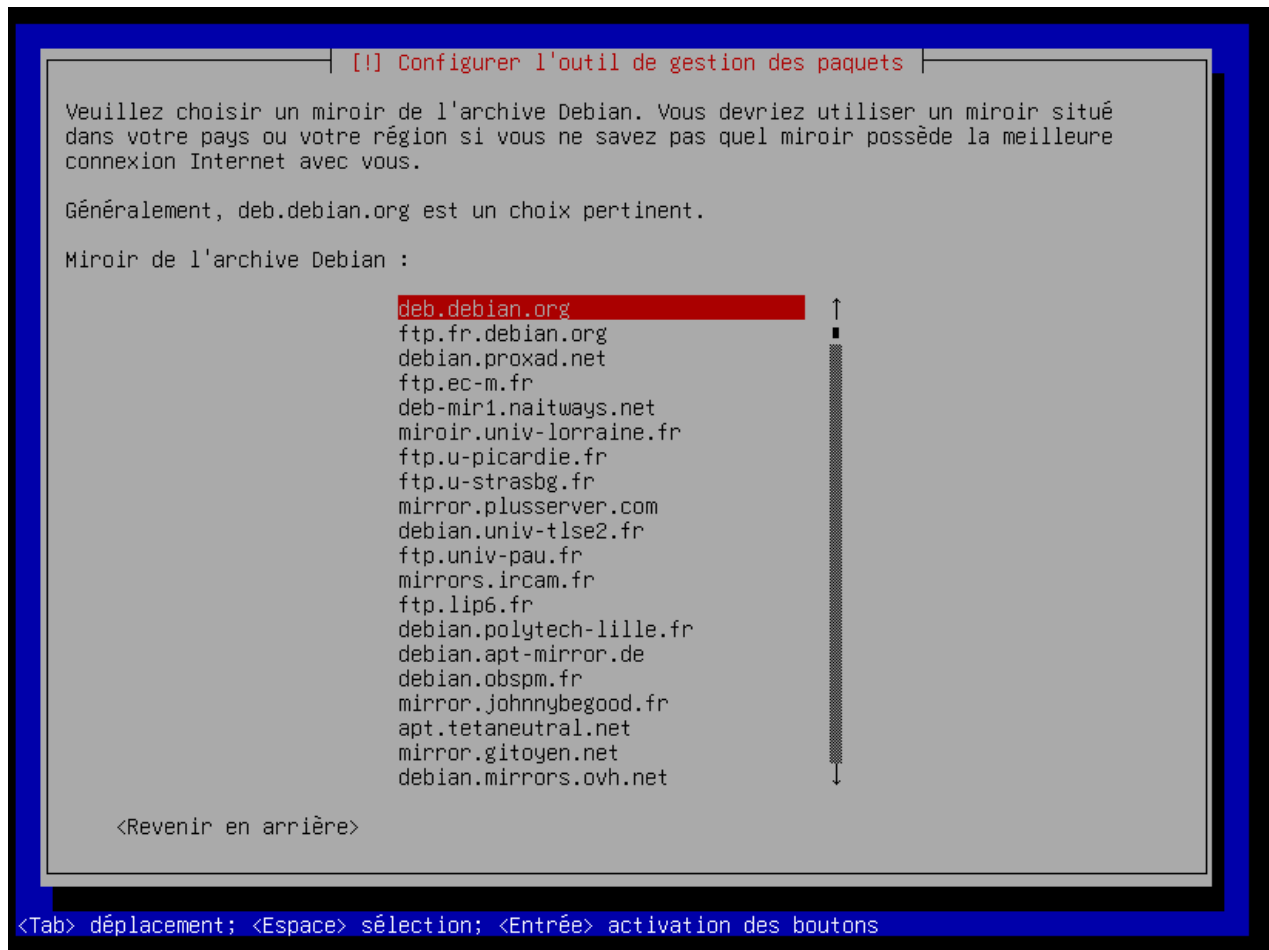 [!] Configurer l'outil de gestion des paquets
Veuillez choisir un miroir de l'archive Debian. Vous devriez utiliser un miroir situé
dans votre pays ou votre région si vous ne savez pas quel miroir possède la meilleure
connexion Internet avec vous.
Généralement, deb.debian.org est un choix pertinent.
Miroir de l'archive Debian :
deb.debian.org
ftp.fr.debian.org
debian.proxad.net
ftp.ec-m.fr
deb-mir1.naitways.net
miroir.univ-lorraine.fr
ftp.u-picardie.fr
ftp.u-strasbg.fr
mirror.plusserver.com
debian.univ-tlse2.fr
ftp.univ-pau.fr
mirrors.ircam.fr
ftp.lip6.fr
debian.polytech-lille.fr
debian.apt-mirror.de
debian.obspm.fr
mirror.johnnybegood.fr
apt.tetaneutral.net
mirror.gitoyen.net
debian.mirrors.ovh.net
<Revenir en arrière>
<Tab> déplacement; <Espace> sélection; <Entrée> activation des boutons